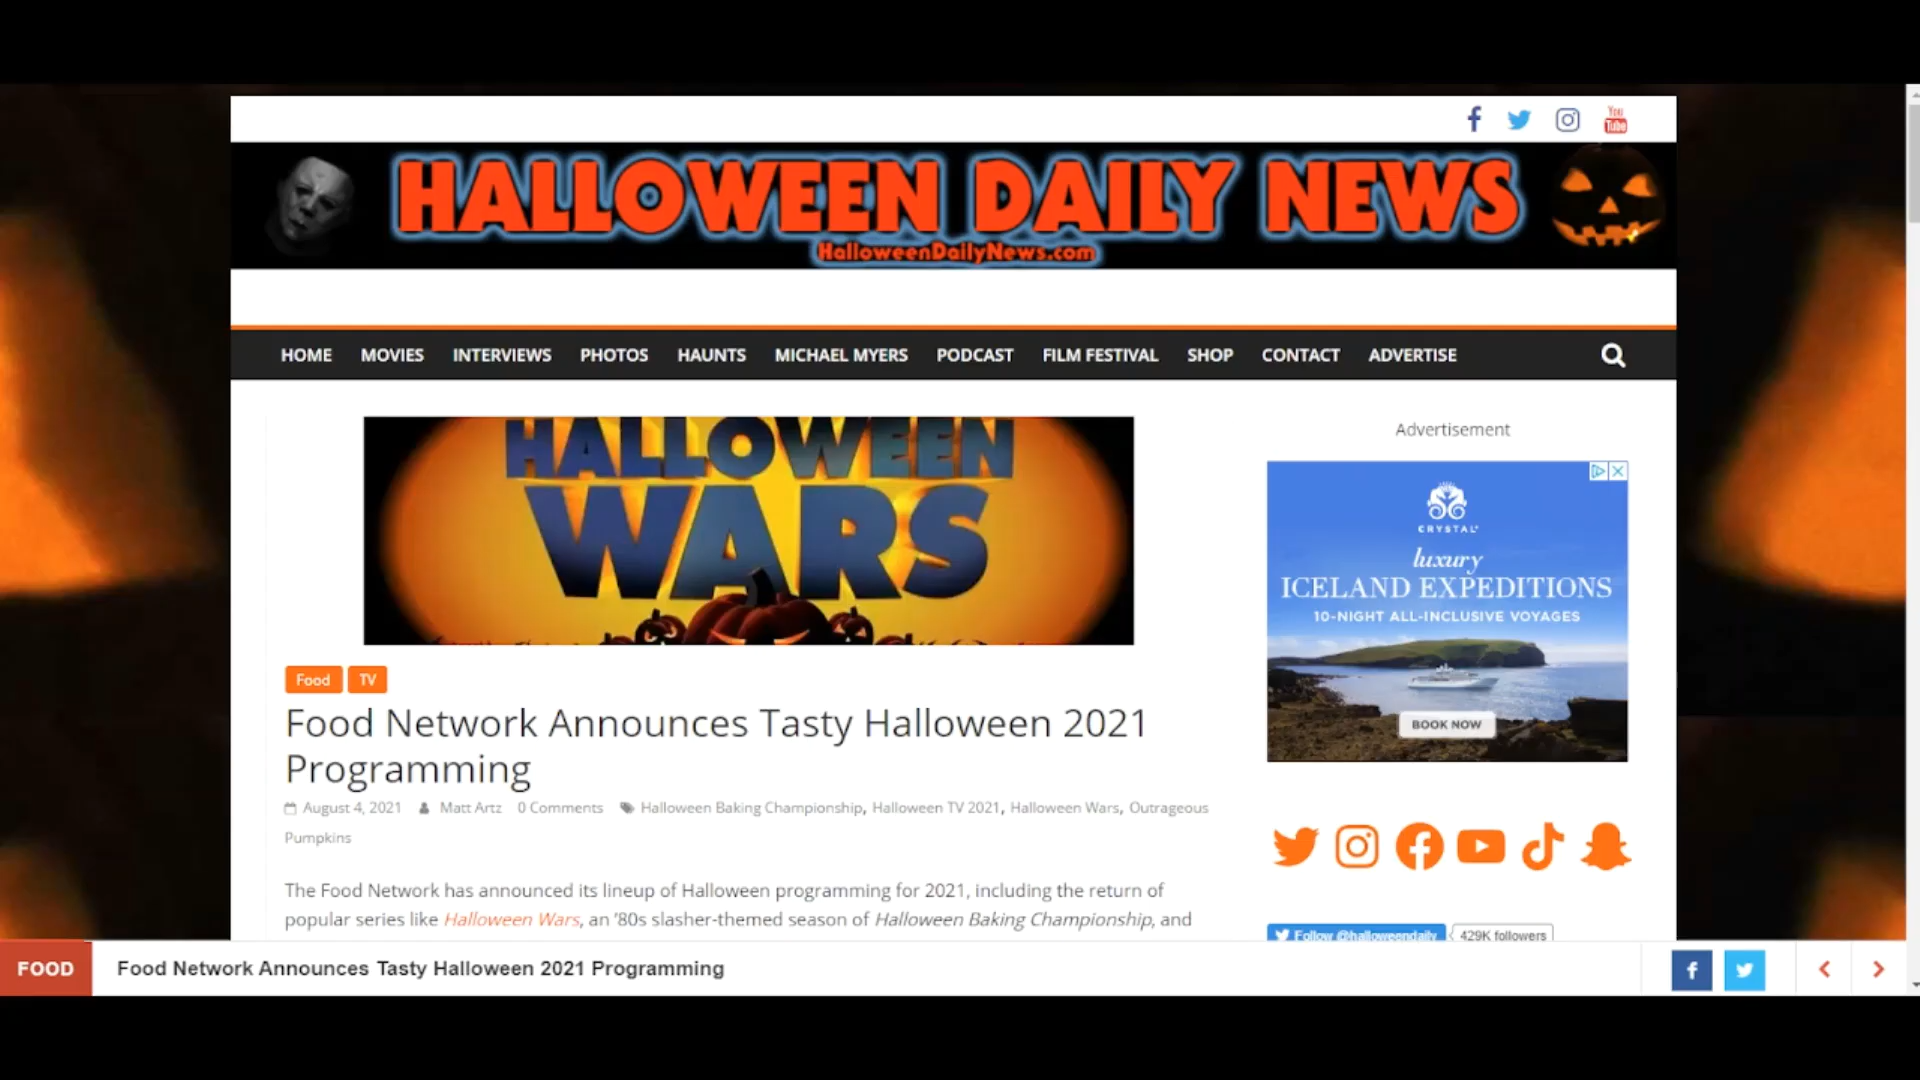 You
Tube
HALLOWEEN DAILY NEWS
HalloweenDailyNews.com
HOME MOVIES INTERVIEWS PHOTOS HAUNTS MICHAEL MYERS PODCAST FILM FESTIVAL SHOP CONTACT ADVERTISE
HALLOWEEN
WARS
Food TV
Food Network Announces Tasty Halloween 2021
Programming
August 4, 2021 Matt Artz 0 Comments Halloween Baking Championship, Halloween TV 2021, Halloween Wars, Outrageous
Pumpkins
The Food Network has announced its lineup of Halloween programming for 2021, including the return of
popular series like Halloween Wars, an ’80s slasher-themed season of Halloween Baking Championship, and
Advertisement
CRYSTAL
luxury
ICELAND EXPEDITIONS
10-NIGHT ALL-INCLUSIVE VOYAGES
BOOK NOW
Follow @halloweendaily 429K followers
FOOD Food Network Announces Tasty Halloween 2021 Programming